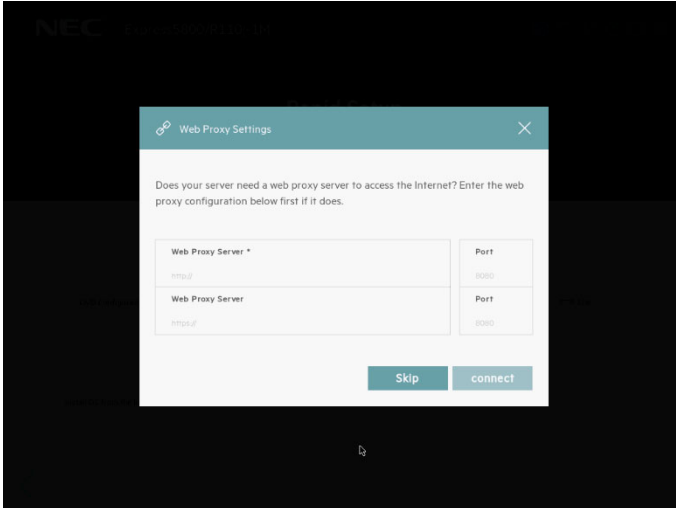 NEC
Web Proxy Settings
Does your server need a web proxy server to access the Internet? Enter the web
proxy configuration below first if it does.
Web Proxy Server * Port
http:// 8080
Web Proxy Server Port
https:// 8080
Skip connect